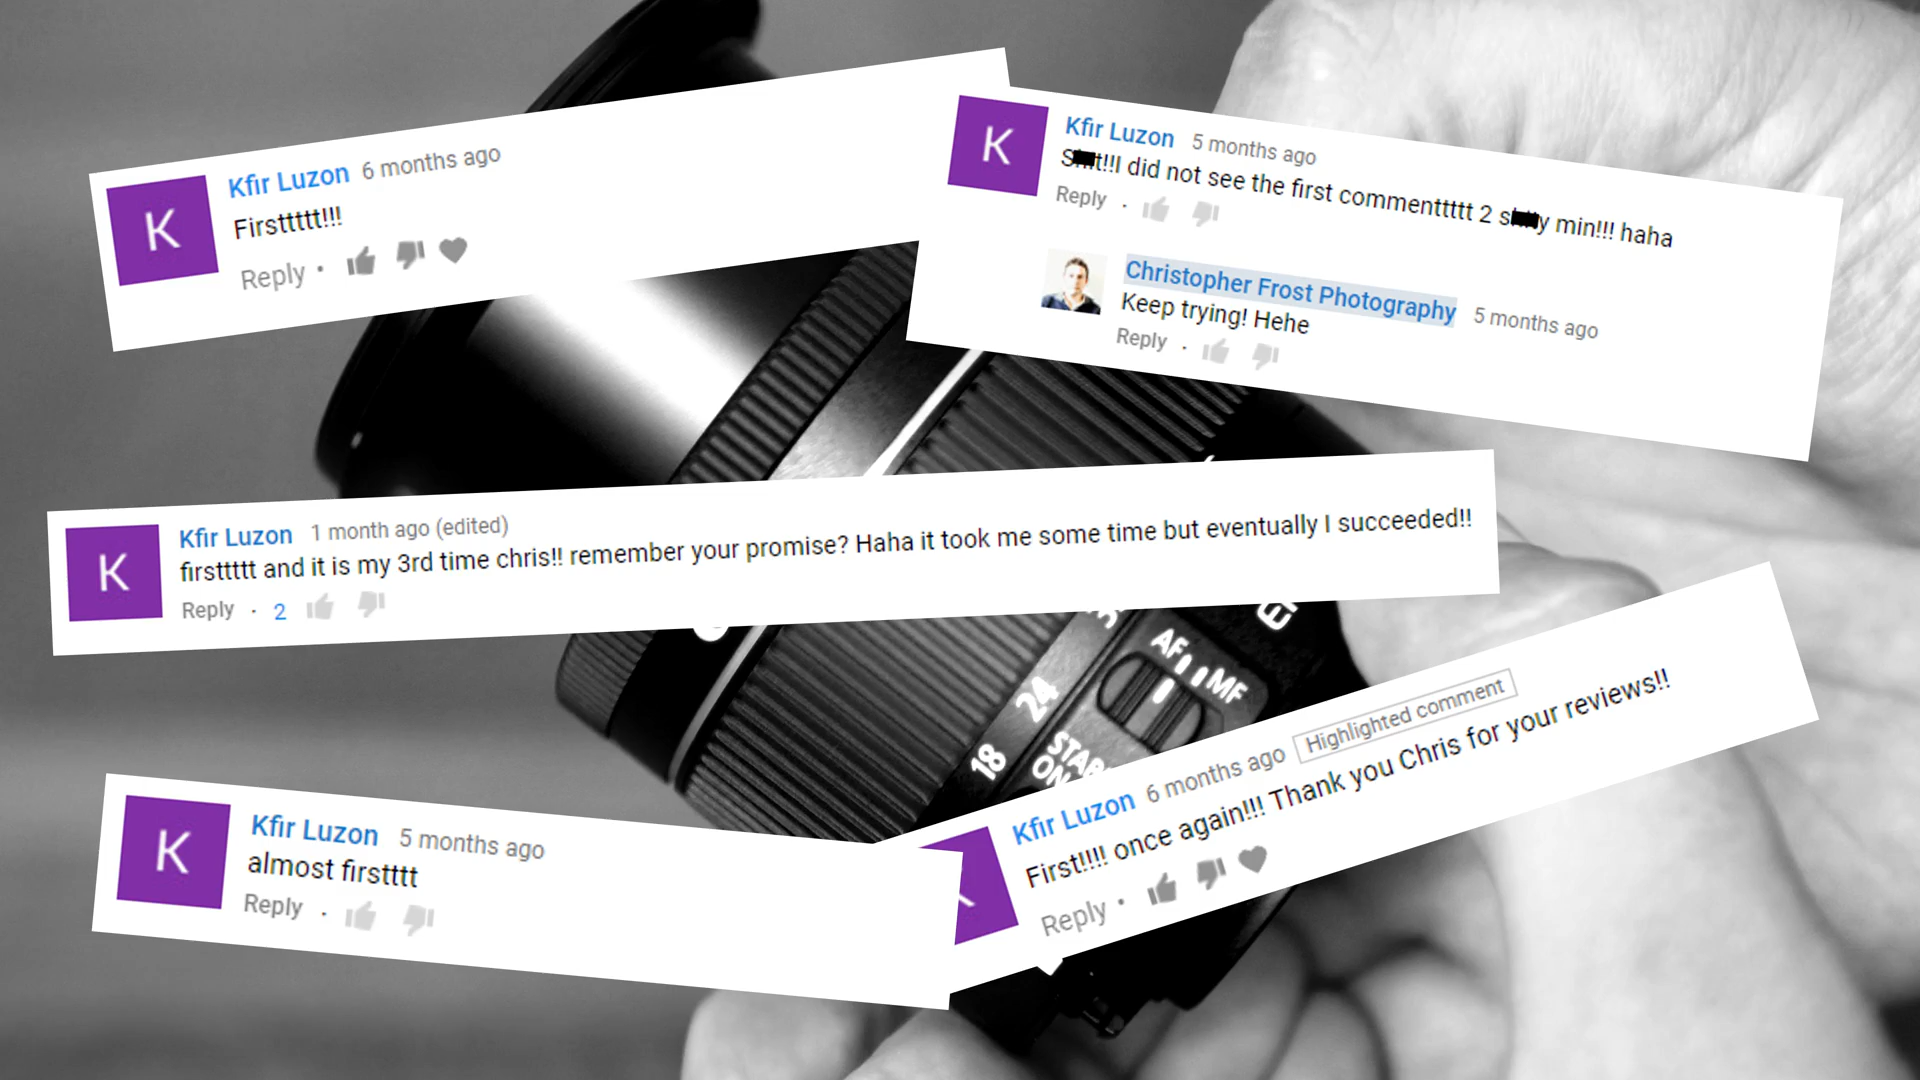 K
Kfir Luzon 6 months ago
Firsttttt!!!
Reply ·
K
Kfir Luzon 5 months ago
t!!I did not see the first commenttttt 2 min!!! haha
Reply ·
Christopher Frost Photography 5 months ago
Keep trying! Hehe
Reply ·
K
Kfir Luzon 1 month ago (edited)
firsttttt and it is my 3rd time chris!! remember your promise? Haha it took me some time but eventually I succeeded!!
Reply · 2
AF MF
24
18
STAB
ON
Kfir Luzon 6 months ago Highlighted comment
First!!!! once again!!! Thank you Chris for your reviews!!
Reply ·
K
Kfir Luzon 5 months ago
almost firstttt
Reply ·